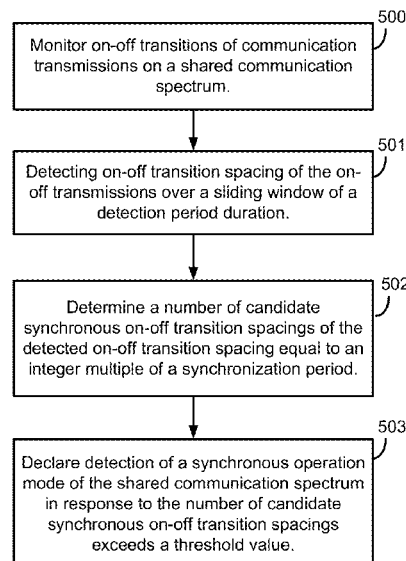 500
Monitor on-off transitions of communication
transmissions on a shared communication
spectrum.
501
Detecting on-off transition spacing of the on-
off transmissions over a sliding window of a
detection period duration.
502
Determine a number of candidate
synchronous on-off transition spacings of the
detected on-off transition spacing equal to an
integer multiple of a synchronization period.
503
Declare detection of a synchronous operation
mode of the shared communication spectrum
in response to the number of candidate
synchronous on-off transition spacings
exceeds a threshold value.